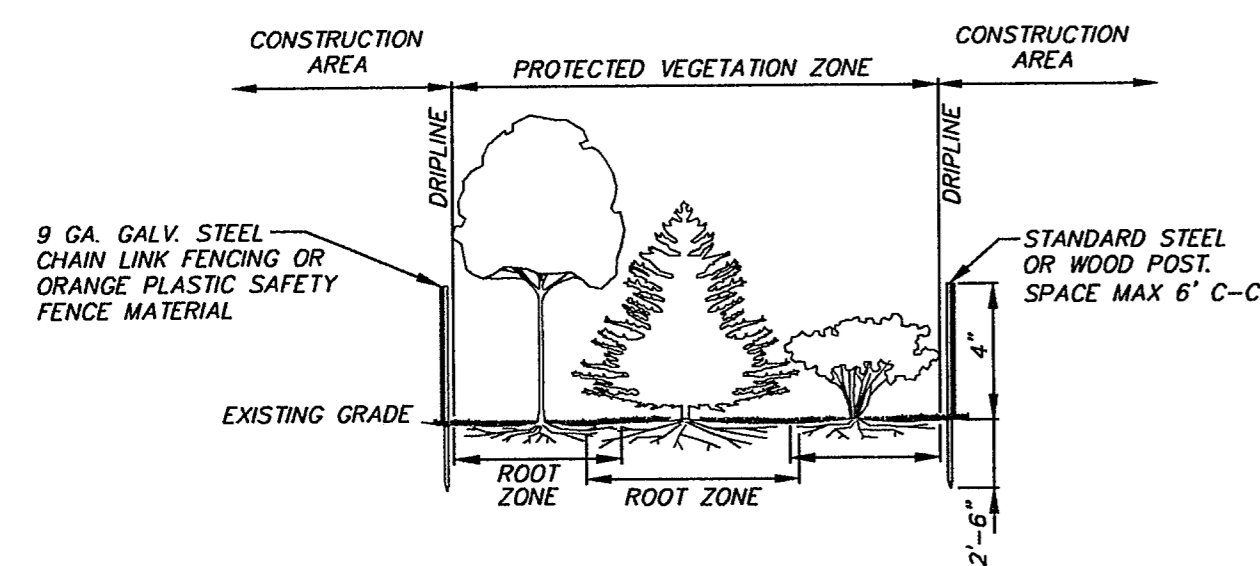 CONSTRUCTION
AREA
PROTECTED VEGETATION ZONE
CONSTRUCTION
AREA
DRIPLINE
DRIPLINE
9 GA. GALV. STEEL
CHAIN LINK FENCING OR
ORANGE PLASTIC SAFETY
FENCE MATERIAL
STANDARD STEEL
OR WOOD POST.
SPACE MAX 6' C-C
4"
EXISTING GRADE
ROOT
ZONE
ROOT ZONE
2'-6"